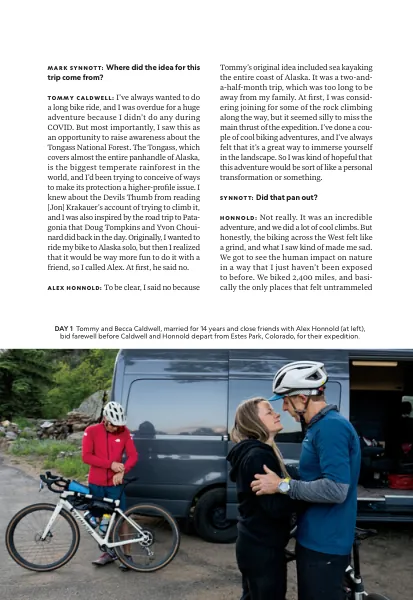 MARK SYNNOTT: Where did the idea for this
trip come from?
TOMMY CALDWELL: I've always wanted to do
a long bike ride, and I was overdue for a huge
adventure because I didn't do any during
COVID. But most importantly, I saw this as
an opportunity to raise awareness about the
Tongass National Forest. The Tongass, which
covers almost the entire panhandle of Alaska,
is the biggest temperate rainforest in the
world, and I'd been trying to conceive of ways
to make its protection a higher-profile issue. I
knew about the Devils Thumb from reading
[Jon] Krakauer's account of trying to climb it,
and I was also inspired by the road trip to Pata-
gonia that Doug Tompkins and Yvon Choui-
nard did back in the day. Originally, I wanted to
ride my bike to Alaska solo, but then I realized
that it would be way more fun to do it with a
friend, so I called Alex. At first, he said no.
ALEX HONNOLD: To be clear, I said no because
Tommy's original idea included sea kayaking
the entire coast of Alaska. It was a two-and-
a-half-month trip, which was too long to be
away from my family. At first, I was consid-
ering joining for some of the rock climbing
along the way, but it seemed silly to miss the
main thrust of the expedition. I've done a cou-
ple of cool biking adventures, and I've always
felt that it's a great way to immerse yourself
in the landscape. So I was kind of hopeful that
this adventure would be sort of like a personal
transformation or something.
SYNNOTT: Did that pan out?
HONNOLD: Not really. It was an incredible
adventure, and we did a lot of cool climbs. But
honestly, the biking across the West felt like
a grind, and what I saw kind of made me sad.
We got to see the human impact on nature
in a way that I just haven't been exposed
to before. We biked 2,400 miles, and basi-
cally the only places that felt untrammeled
DAY 1 Tommy and Becca Caldwell, married for 14 years and close friends with Alex Honnold (at left),
bid farewell before Caldwell and Honnold depart from Estes Park, Colorado, for their expedition.